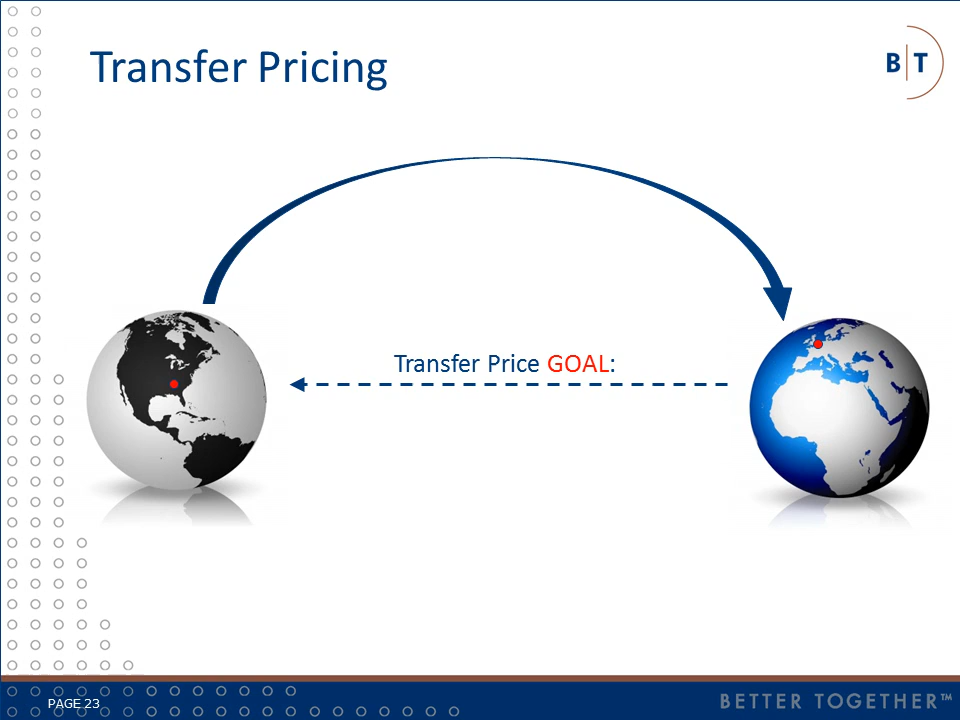 Transfer Pricing
B T
Transfer Price GOAL:
PAGE 23
BETTER TOGETHER™